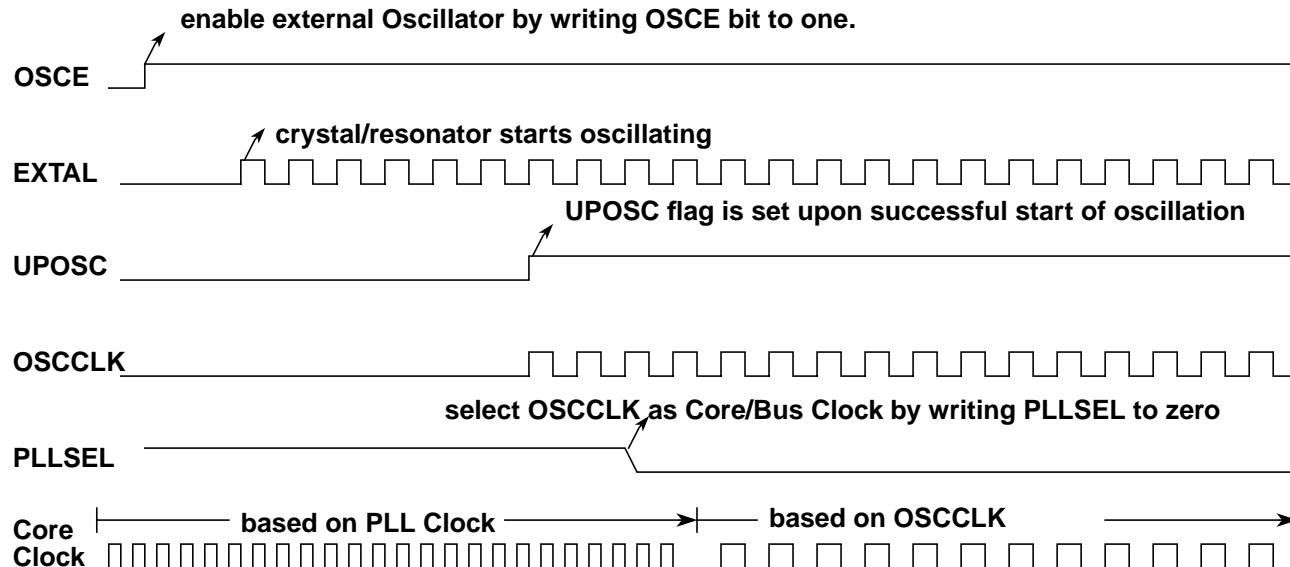 enable external Oscillator by writing OSCE bit to one.
OSCE
crystal/resonator starts oscillating
EXTAL
UPOSC flag is set upon successful start of oscillation
UPOSC
OSCCLK
select OSCCLK as Core/Bus Clock by writing PLLSEL to zero
PLLSEL
based on PLL Clock
based on OSCCLK
Core
Clock